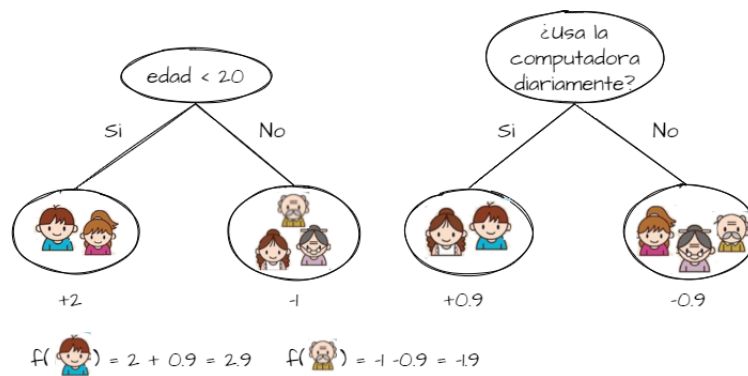 edad < 20
¿Usa la
computadora
diariamente?
Si
No
Si
No
+2
-1
+0.9
-0.9
f( ) = 2 + 0.9 = 2.9
f( ) = -1 -0.9 = -1.9